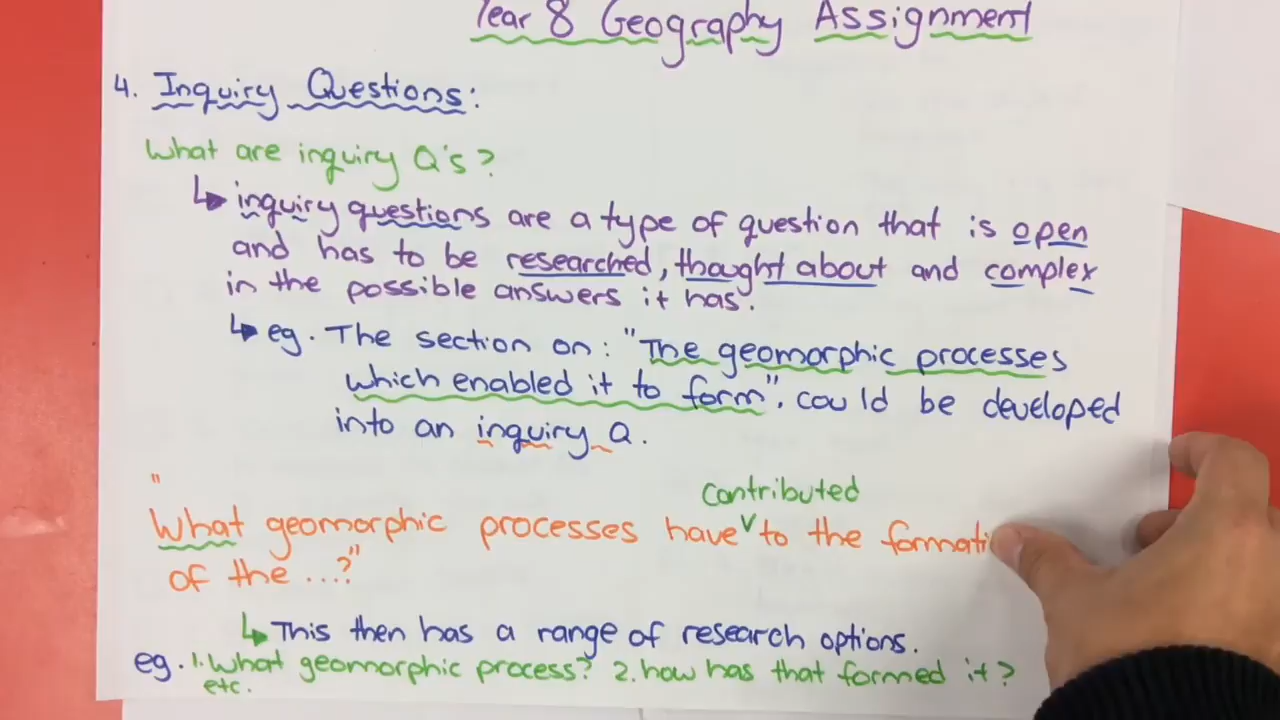 Year 8 Geography Assignment
4. Inquiry Questions:
What are inquiry Q's?
↳ inquiry questions are a type of question that is open
and has to be researched, thought about and complex
in the possible answers it has.
↳ eg. The section on: "The geomorphic processes
which enabled it to form". could be developed
into an inquiry Q.
contributed
"What geomorphic processes have ∨ to the formati
of the ...?"
↳ This then has a range of research options.
eg. 1. What geomorphic process? 2. how has that formed it?
etc.